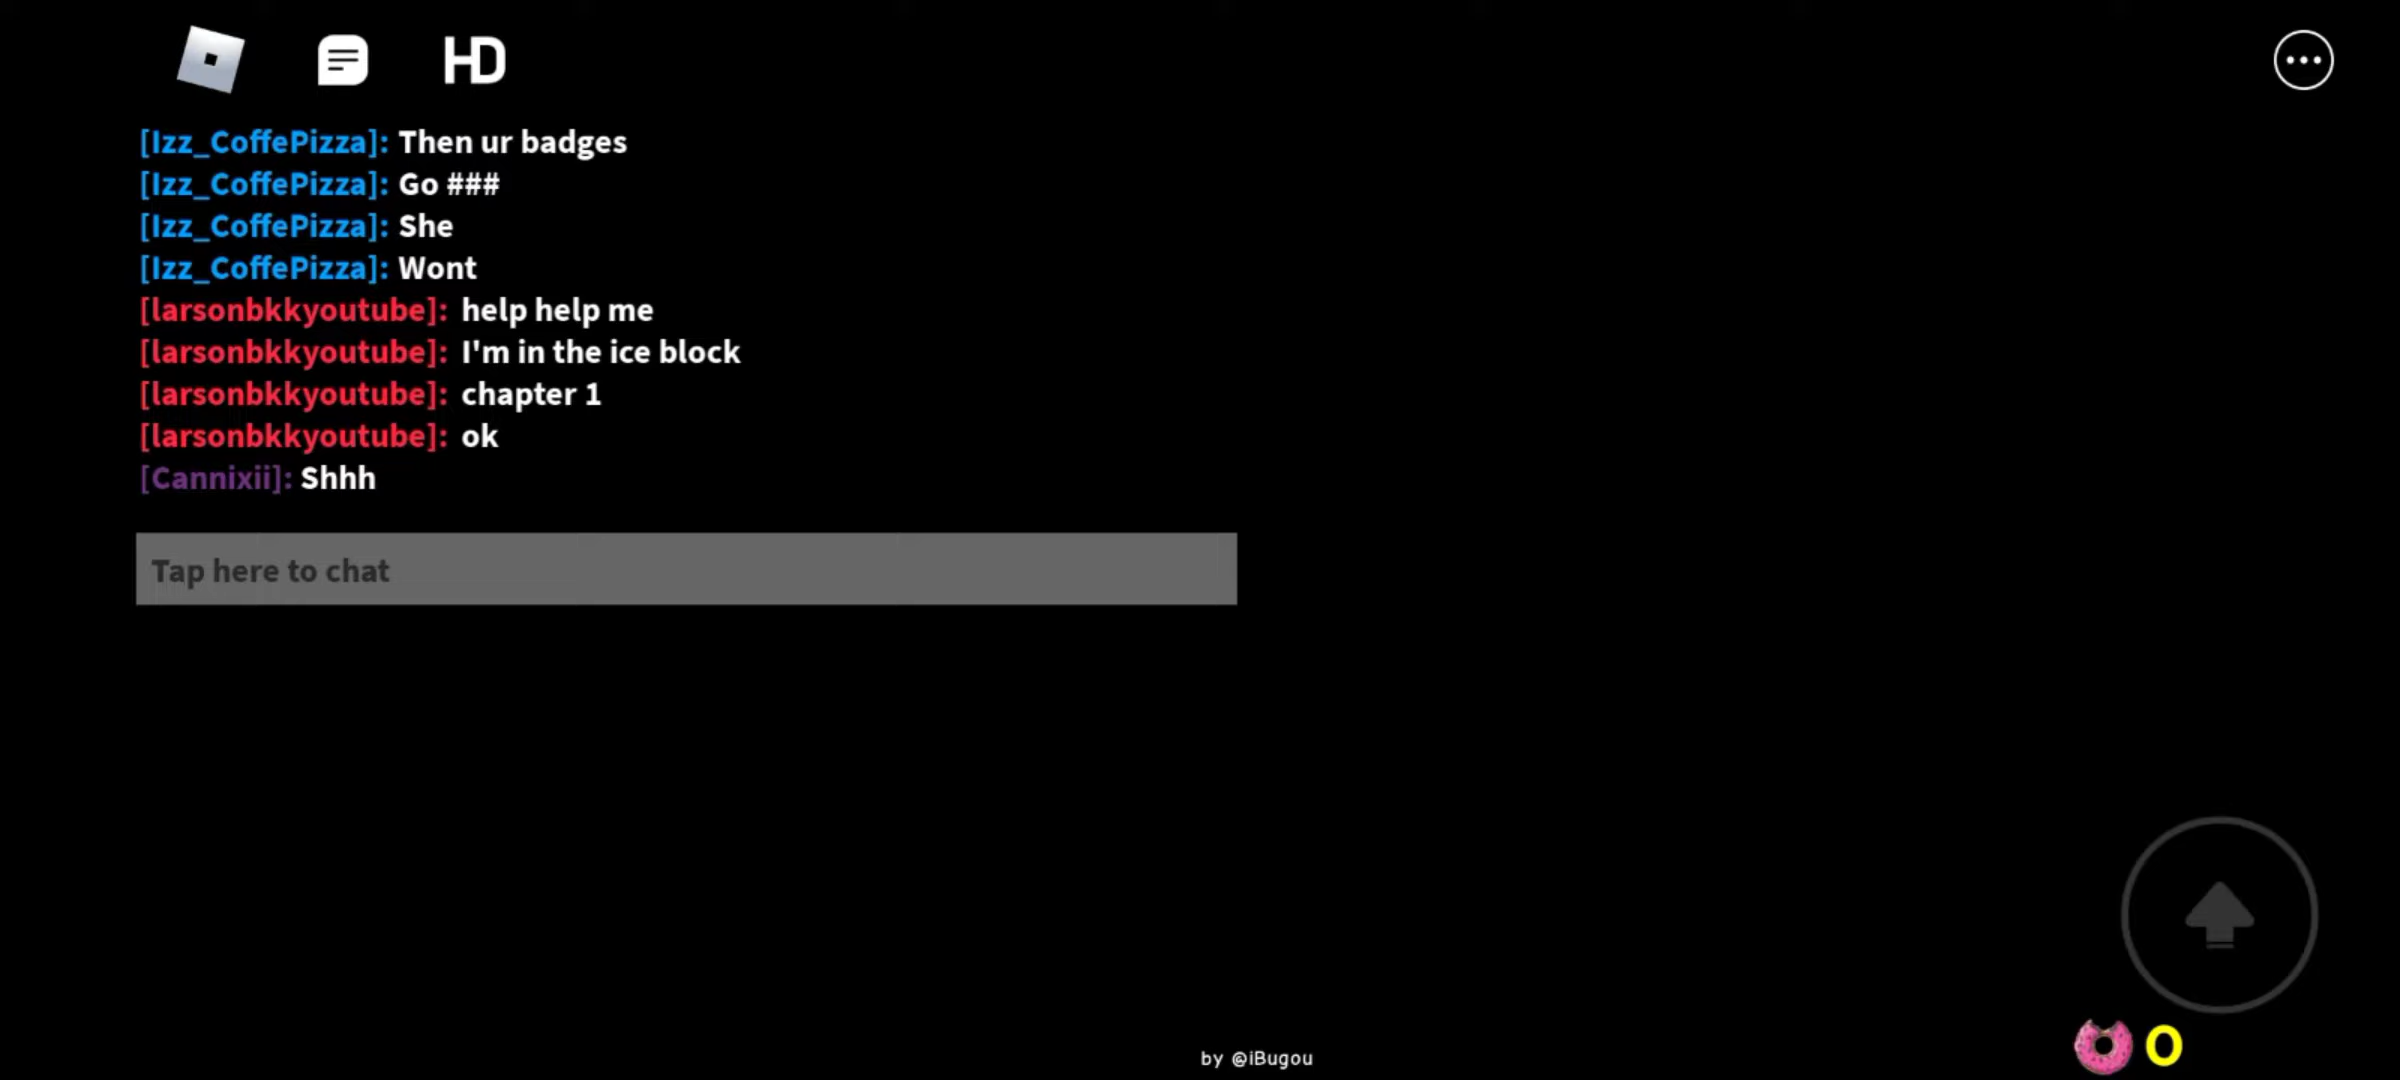 HD
[Izz_CoffePizza]: Then ur badges
[Izz_CoffePizza]: Go ###
[Izz_CoffePizza]: She
[Izz_CoffePizza]: Wont
[larsonbkkyoutube]: help help me
[larsonbkkyoutube]: I'm in the ice block
[larsonbkkyoutube]: chapter 1
[larsonbkkyoutube]: ok
[Cannixii]: Shhh
Tap here to chat
by @iBugou
0